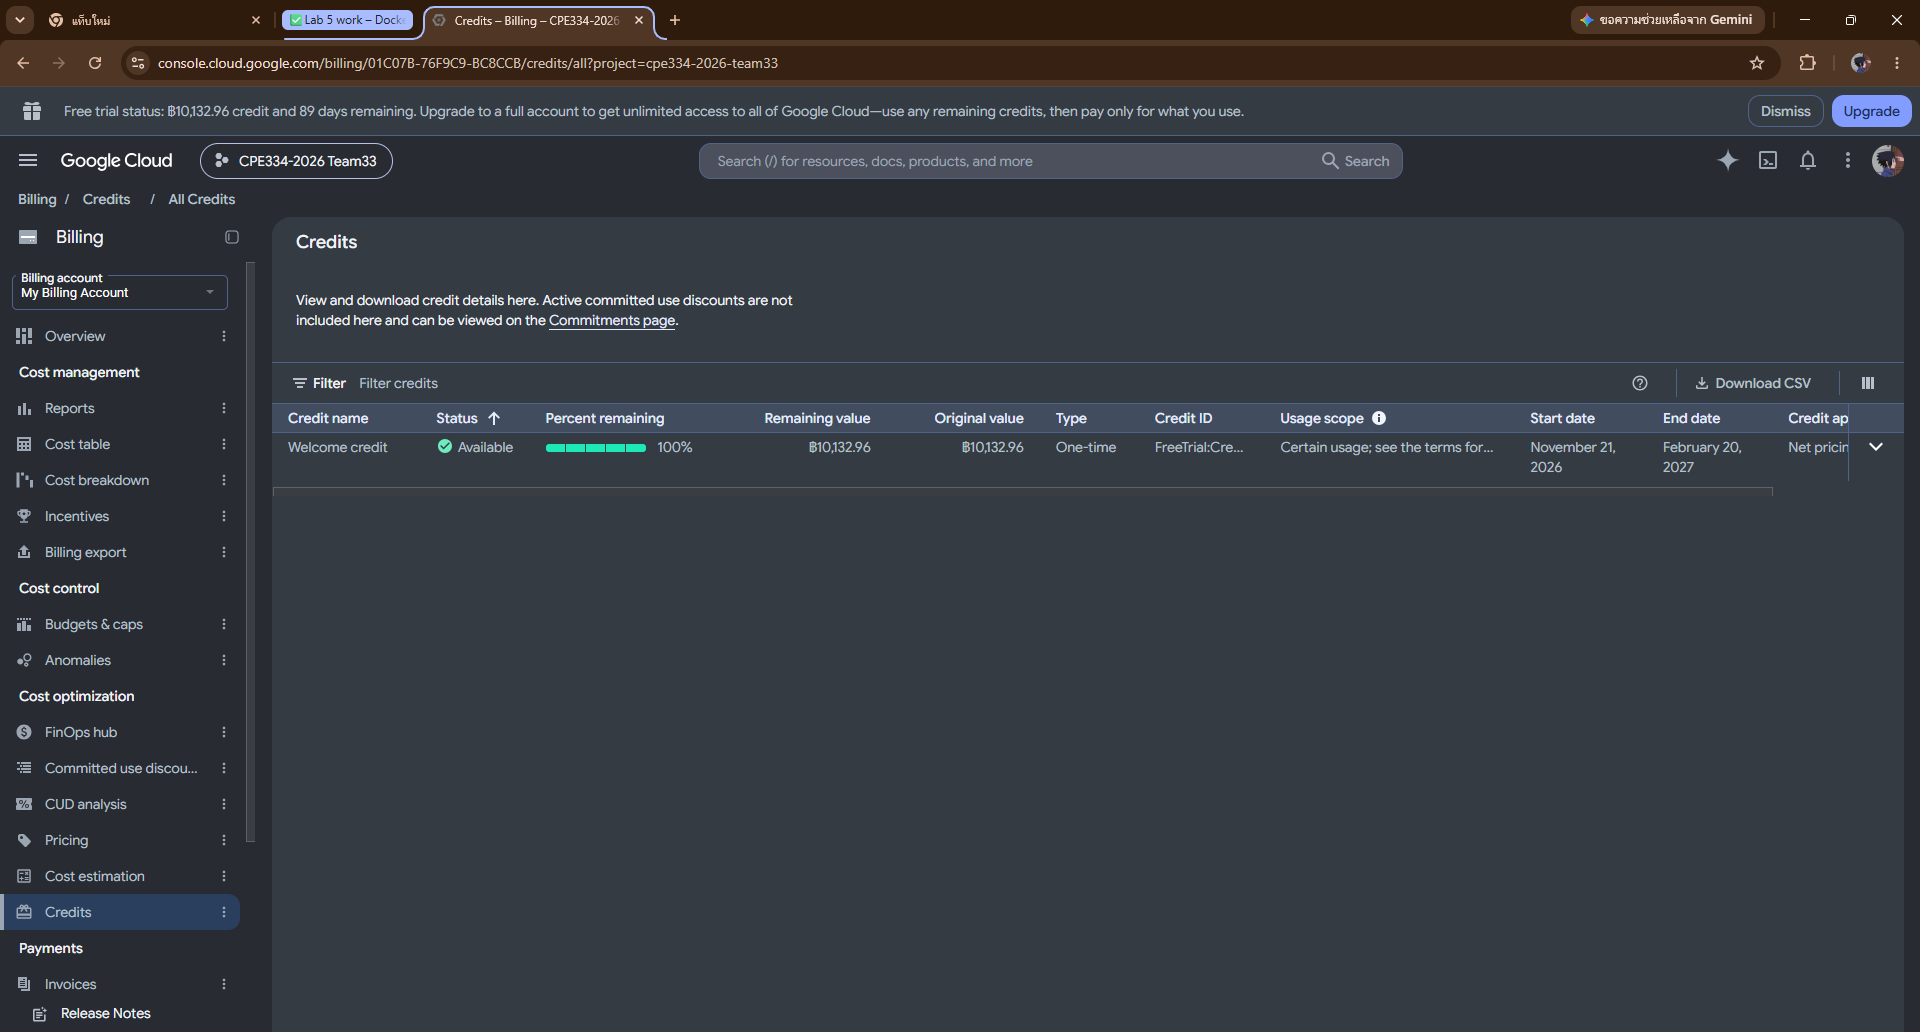 แท็บใหม่
Lab 5 work – Docke
Credits – Billing – CPE334-2026
ขอความช่วยเหลือจาก Gemini
console.cloud.google.com/billing/01C07B-76F9C9-BC8CCB/credits/all?project=cpe334-2026-team33
Free trial status: ฿10,132.96 credit and 89 days remaining. Upgrade to a full account to get unlimited access to all of Google Cloud—use any remaining credits, then pay only for what you use.
Dismiss
Upgrade
Google Cloud
CPE334-2026 Team33
Search (/) for resources, docs, products, and more
Search
Billing / Credits / All Credits
Billing
Billing account
My Billing Account
Overview
Cost management
Reports
Cost table
Cost breakdown
Incentives
Billing export
Cost control
Budgets & caps
Anomalies
Cost optimization
FinOps hub
Committed use discou...
CUD analysis
Pricing
Cost estimation
Credits
Payments
Invoices
Release Notes
Credits
View and download credit details here. Active committed use discounts are not
included here and can be viewed on the Commitments page.
Filter Filter credits
Download CSV
Credit name Status Percent remaining Remaining value Original value Type Credit ID Usage scope Start date End date Credit ap
Welcome credit Available 100% ฿10,132.96 ฿10,132.96 One-time FreeTrial:Cre... Certain usage; see the terms for... November 21, 2026 February 20, 2027 Net pricin